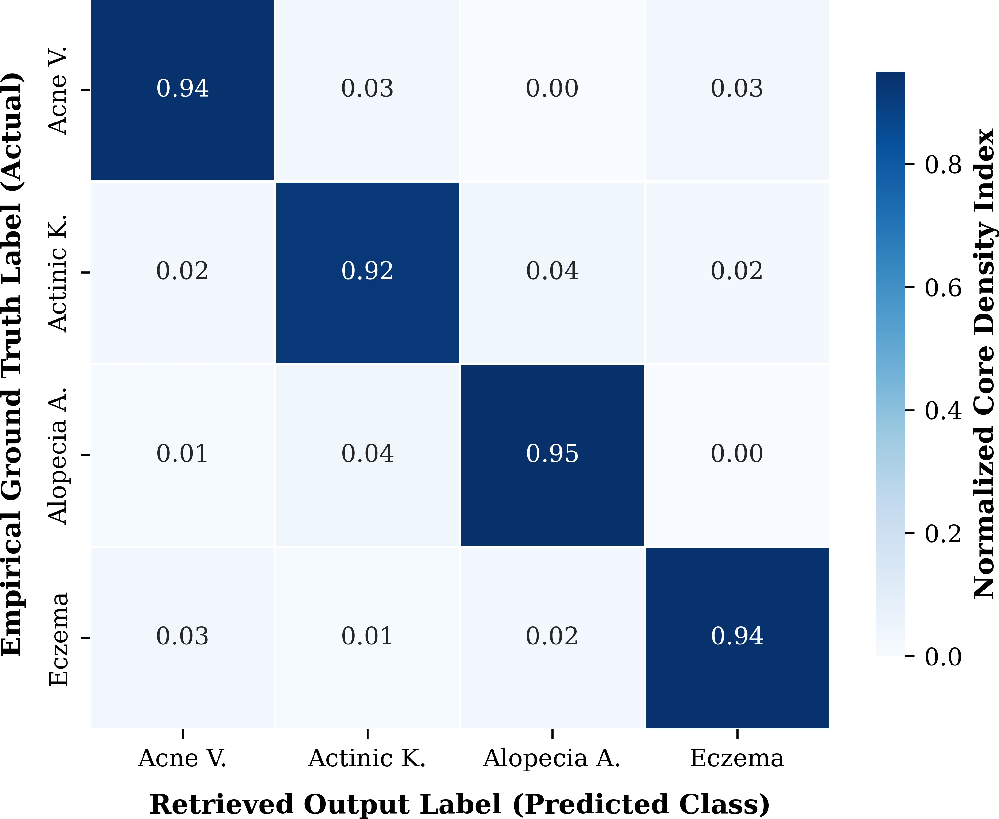 Empirical Ground Truth Label (Actual)
Acne V.
0.94 0.03 0.00 0.03
Actinic K.
0.02 0.92 0.04 0.02
Alopecia A.
0.01 0.04 0.95 0.00
Eczema
0.03 0.01 0.02 0.94
Acne V. Actinic K. Alopecia A. Eczema
Retrieved Output Label (Predicted Class)
0.8
0.6
0.4
0.2
0.0
Normalized Core Density Index